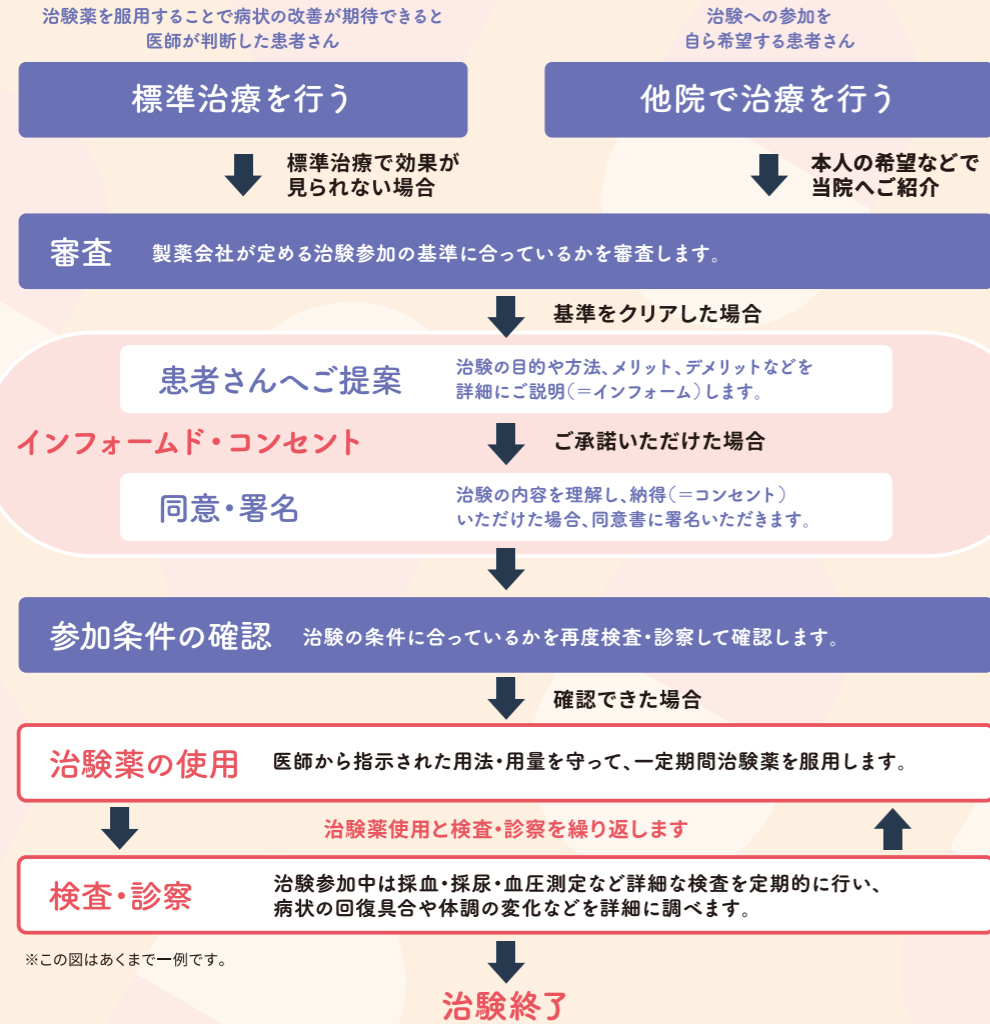 治験薬を服用することで病状の改善が期待できると
医師が判断した患者さん
治験への参加を
自ら希望する患者さん
標準治療を行う
他院で治療を行う
標準治療で効果が
見られない場合
本人の希望などで
当院へご紹介
審査
製薬会社が定める治験参加の基準に合っているかを審査します。
基準をクリアした場合
患者さんへご提案
治験の目的や方法、メリット、デメリットなどを
詳細にご説明(=インフォーム)します。
インフォームド・コンセント
ご承諾いただけた場合
同意・署名
治験の内容を理解し、納得(=コンセント)
いただけた場合、同意書に署名いただきます。
参加条件の確認
治験の条件に合っているかを再度検査・診察して確認します。
確認できた場合
治験薬の使用
医師から指示された用法・用量を守って、一定期間治験薬を服用します。
治験薬使用と検査・診察を繰り返します
検査・診察
治験参加中は採血・採尿・血圧測定など詳細な検査を定期的に行い、
病状の回復具合や体調の変化などを詳細に調べます。
※この図はあくまで一例です。
治験終了